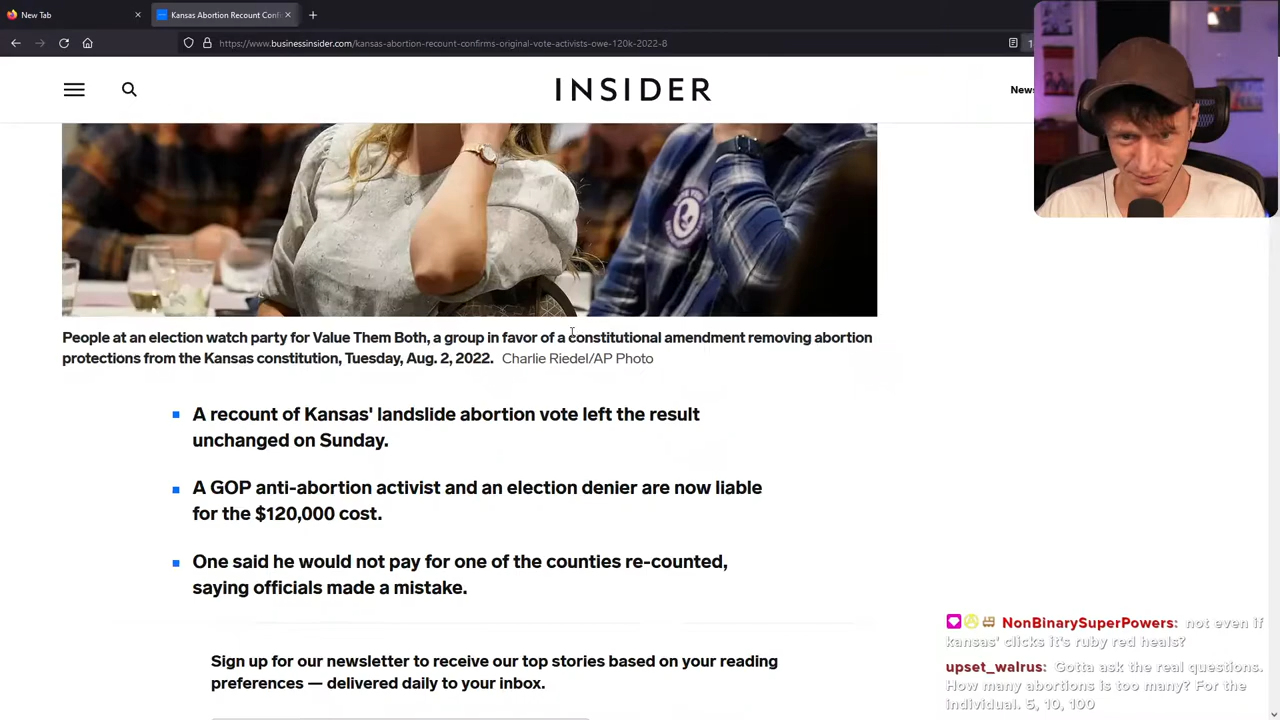 New Tab
Kansas Abortion Recount Conf
https://www.businessinsider.com/kansas-abortion-recount-confirms-original-vote-activists-owe-120k-2022-8
INSIDER
News
People at an election watch party for Value Them Both, a group in favor of a constitutional amendment removing abortion
protections from the Kansas constitution, Tuesday, Aug. 2, 2022. Charlie Riedel/AP Photo
A recount of Kansas' landslide abortion vote left the result
unchanged on Sunday.
A GOP anti-abortion activist and an election denier are now liable
for the $120,000 cost.
One said he would not pay for one of the counties re-counted,
saying officials made a mistake.
Sign up for our newsletter to receive our top stories based on your reading
preferences — delivered daily to your inbox.
NonBinarySuperPowers: not even if
kansas' clicks it's ruby red heals?
upset_walrus: Gotta ask the real questions.
How many abortions is too many? For the
individual. 5, 10, 100